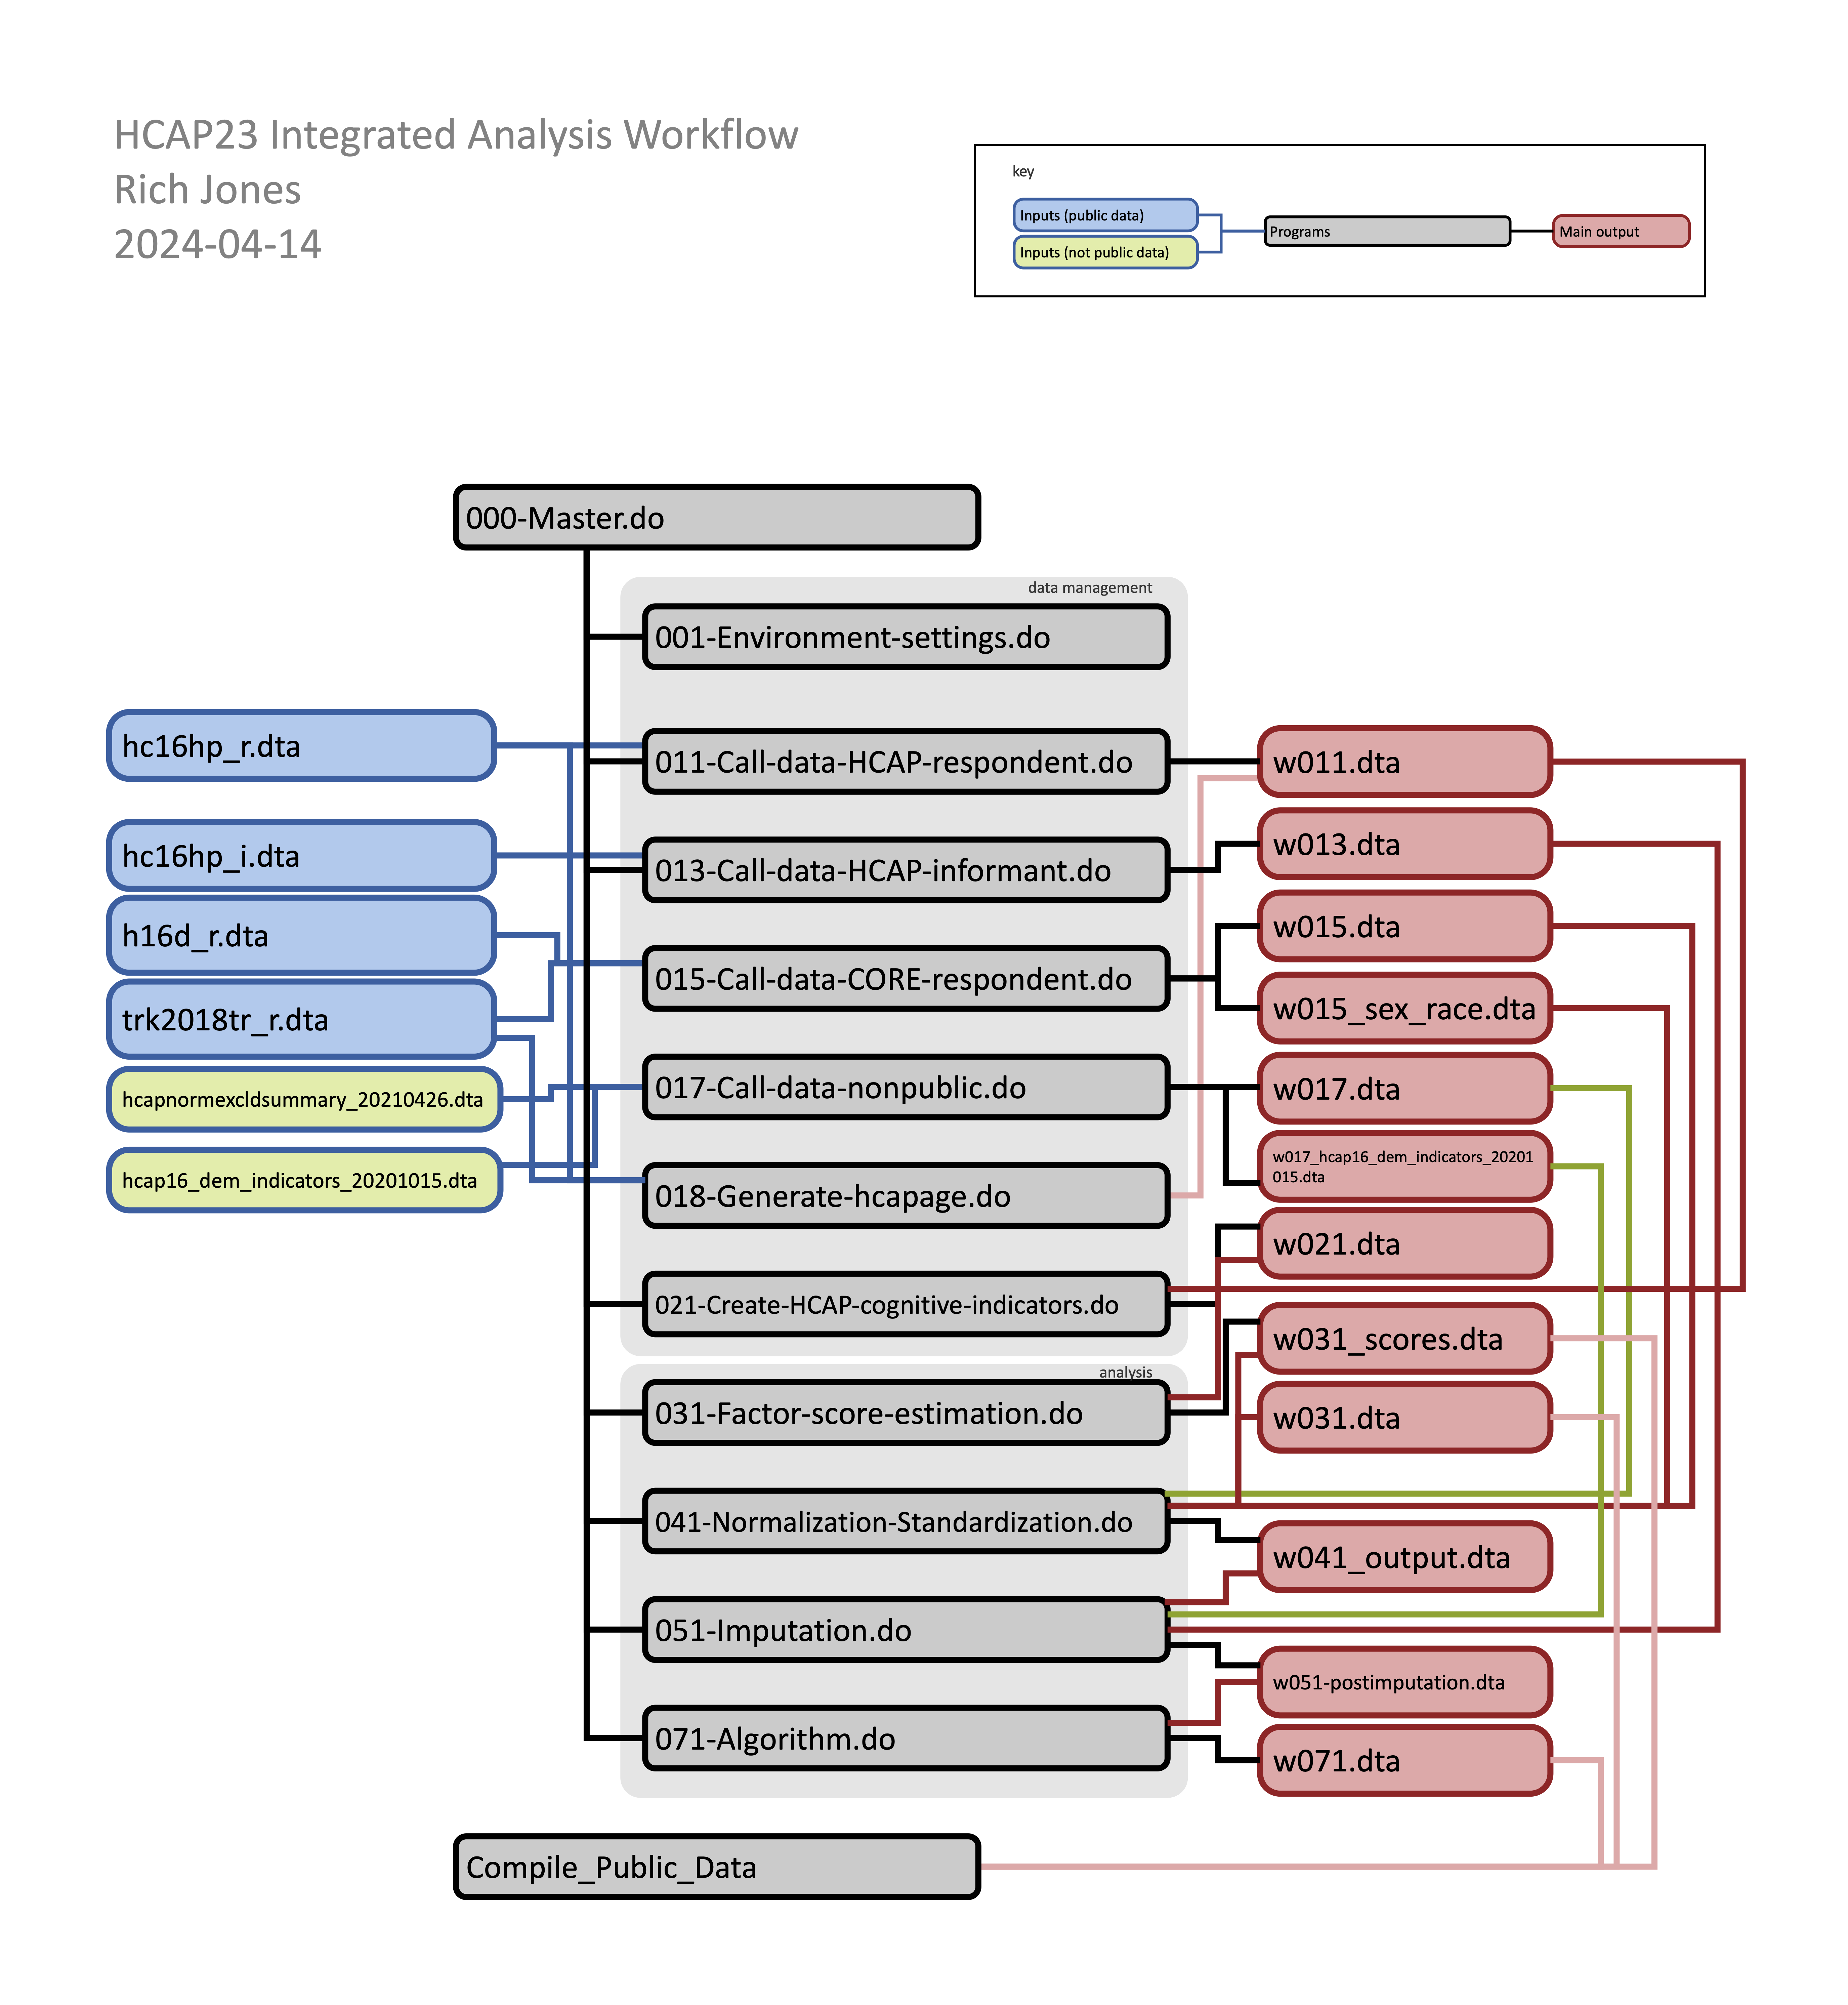 HCAP23 Integrated Analysis Workflow
Rich Jones
2024-04-14
key
Inputs (public data)
Inputs (not public data)
Programs
Main output
000-Master.do
data management
001-Environment-settings.do
hc16hp_r.dta
011-Call-data-HCAP-respondent.do
w011.dta
hc16hp_i.dta
013-Call-data-HCAP-informant.do
w013.dta
h16d_r.dta
015-Call-data-CORE-respondent.do
w015.dta
trk2018tr_r.dta
w015_sex_race.dta
hcapnormexcldsummary_20210426.dta
017-Call-data-nonpublic.do
w017.dta
hcap16_dem_indicators_20201015.dta
018-Generate-hcapage.do
w017_hcap16_dem_indicators_20201
015.dta
w021.dta
021-Create-HCAP-cognitive-indicators.do
w031_scores.dta
analysis
031-Factor-score-estimation.do
w031.dta
041-Normalization-Standardization.do
w041_output.dta
051-Imputation.do
w051-postimputation.dta
071-Algorithm.do
w071.dta
Compile_Public_Data